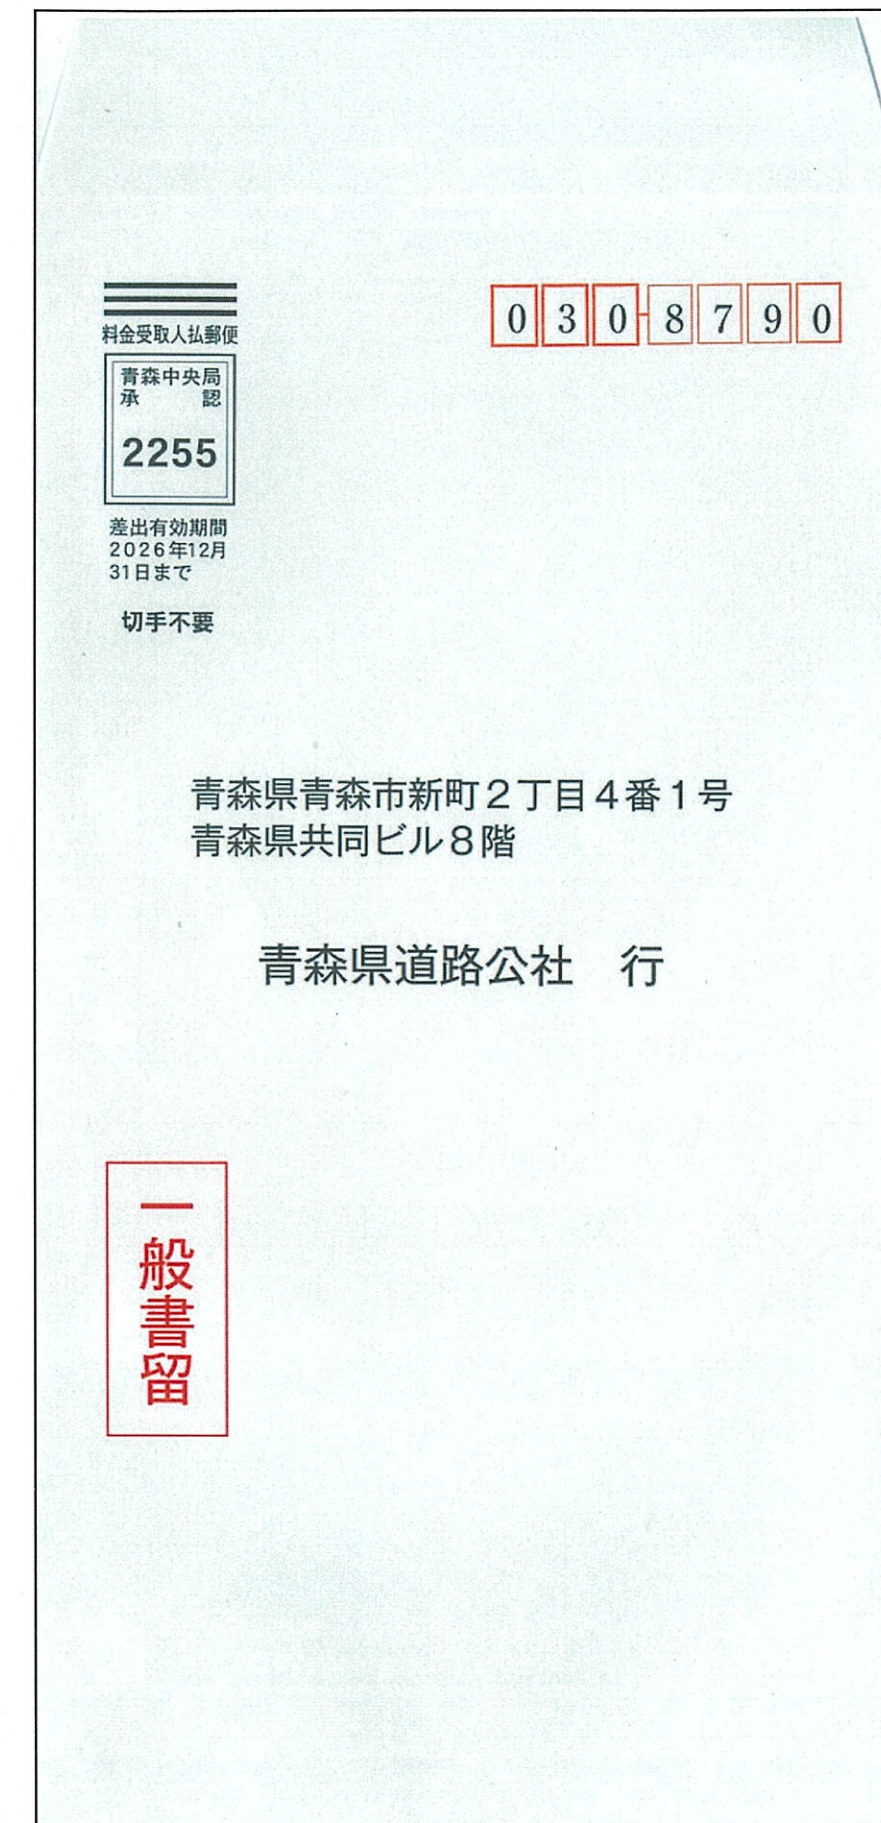 料金受取人払郵便
青森中央局
承　認
2255
差出有効期間
2026年12月
31日まで
切手不要
030-8790
青森県青森市新町２丁目４番１号
青森県共同ビル８階
青森県道路公社　行
一般書留